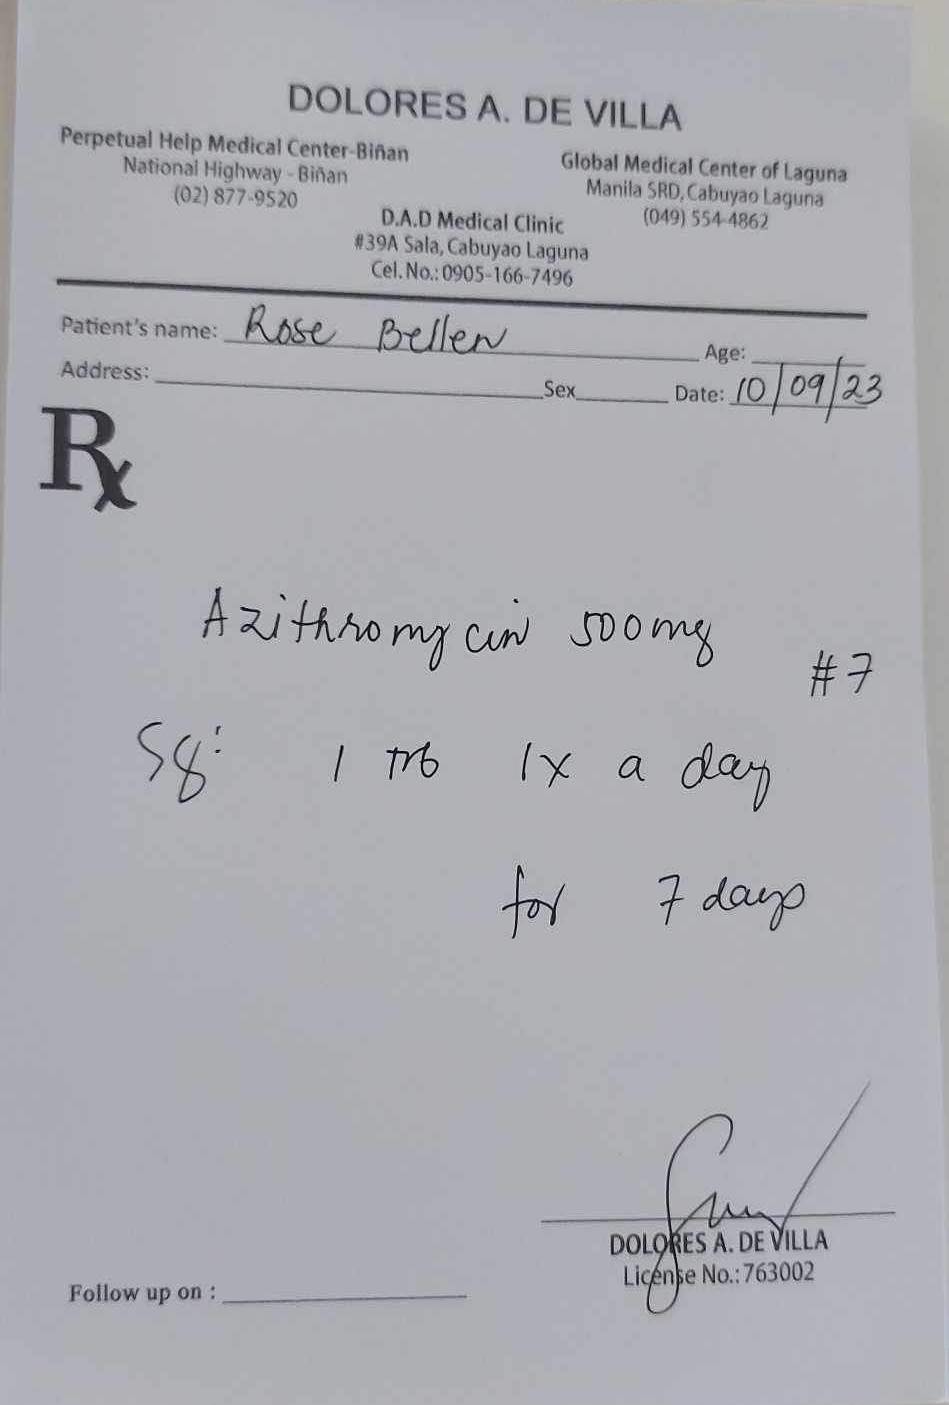 DOLORES A. DE VILLA
Perpetual Help Medical Center-Biñan
National Highway - Biñan
(02) 877-9520
Global Medical Center of Laguna
Manila SRD, Cabuyao Laguna
(049) 554-4862
D.A.D Medical Clinic
#39A Sala, Cabuyao Laguna
Cel. No.: 0905-166-7496
Patient's name: Rose Bellen Age:
Address: Sex Date: 10/09/23
Rx
Azithromycin 500mg
#7
Sg: 1 tab 1x a day
for 7 days
DOLORES A. DE VILLA
License No.: 763002
Follow up on :